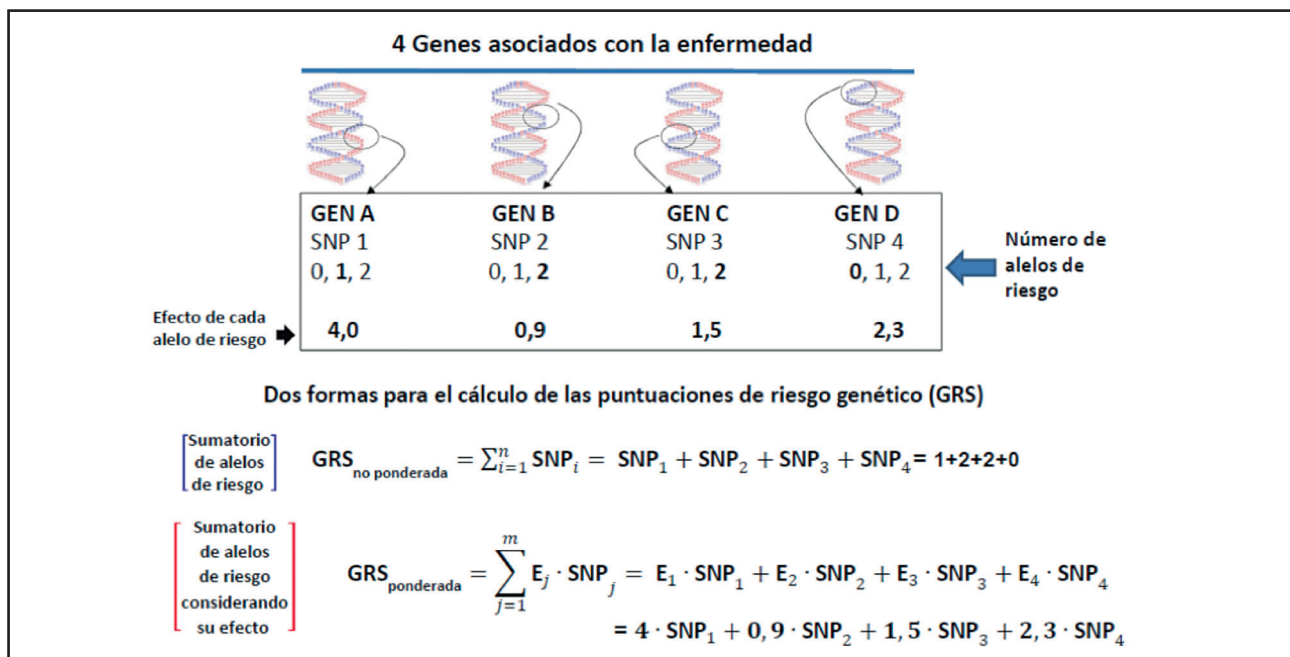 4 Genes asociados con la enfermedad
GEN A GEN B GEN C GEN D
SNP 1 SNP 2 SNP 3 SNP 4
0, 1, 2 0, 1, 2 0, 1, 2 0, 1, 2
Número de
alelos de
riesgo
Efecto de cada
alelo de riesgo
4,0 0,9 1,5 2,3
Dos formas para el cálculo de las puntuaciones de riesgo genético (GRS)
[Sumatorio
de alelos
de riesgo]
GRS no ponderada = ∑ⁿᵢ₌₁ SNPᵢ = SNP₁ + SNP₂ + SNP₃ + SNP₄= 1+2+2+0
[Sumatorio
de alelos
de riesgo
considerando
su efecto]
GRS ponderada = ∑ᵐⱼ₌₁ Eⱼ · SNPⱼ = E₁ · SNP₁ + E₂ · SNP₂ + E₃ · SNP₃ + E₄ · SNP₄
= 4 · SNP₁ + 0,9 · SNP₂ + 1,5 · SNP₃ + 2,3 · SNP₄